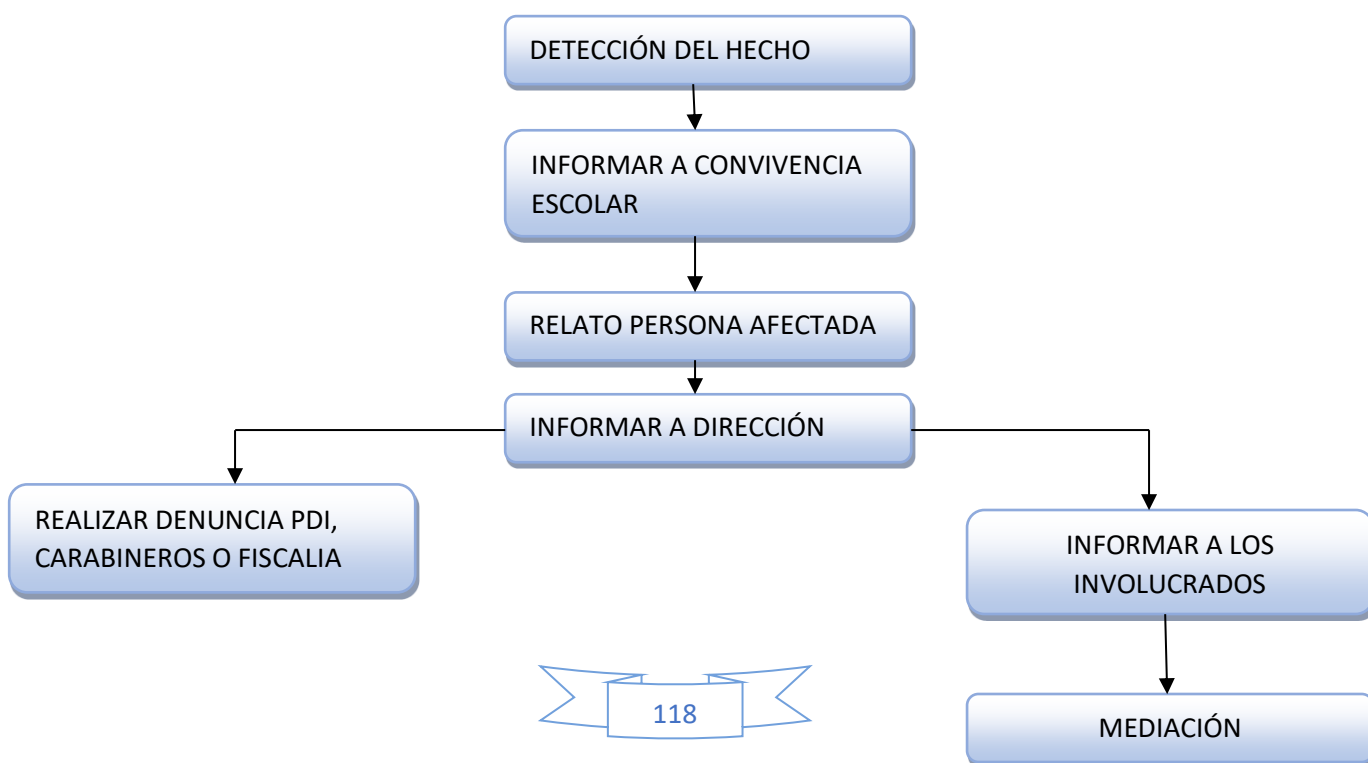 DETECCIÓN DEL HECHO
INFORMAR A CONVIVENCIA
ESCOLAR
RELATO PERSONA AFECTADA
INFORMAR A DIRECCIÓN
REALIZAR DENUNCIA PDI,
CARABINEROS O FISCALIA
INFORMAR A LOS
INVOLUCRADOS
MEDIACIÓN
118